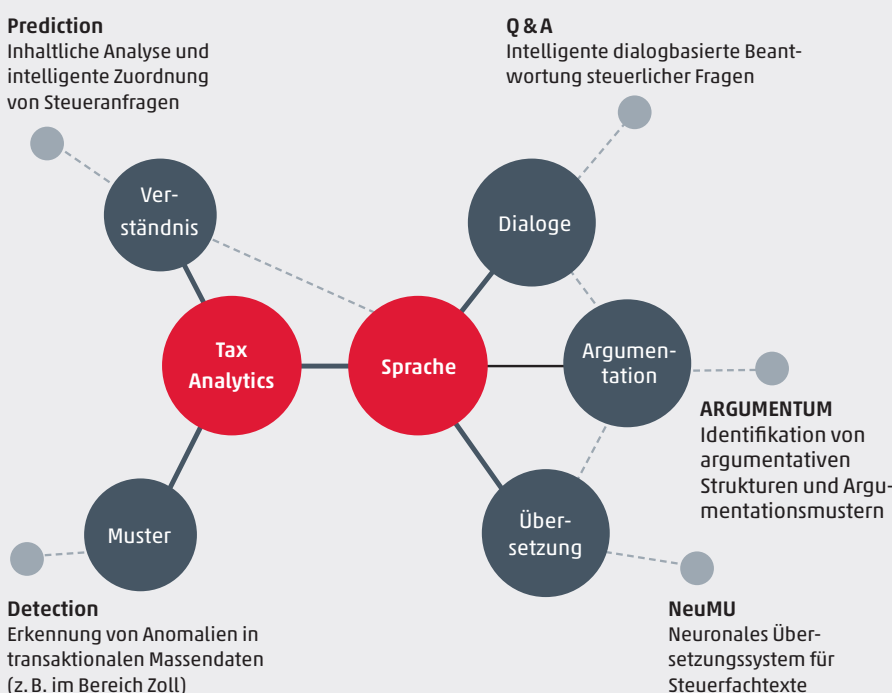 Prediction
Inhaltliche Analyse und
intelligente Zuordnung
von Steueranfragen
Q & A
Intelligente dialogbasierte Beant-
wortung steuerlicher Fragen
Ver-
ständnis
Dialoge
Tax
Analytics
Sprache
Argumen-
tation
ARGUMENTUM
Identifikation von
argumentativen
Strukturen und Argu-
mentationsmustern
Muster
Über-
setzung
Detection
Erkennung von Anomalien in
transaktionalen Massendaten
(z. B. im Bereich Zoll)
NeuMU
Neuronales Über-
setzungssystem für
Steuerfachtexte